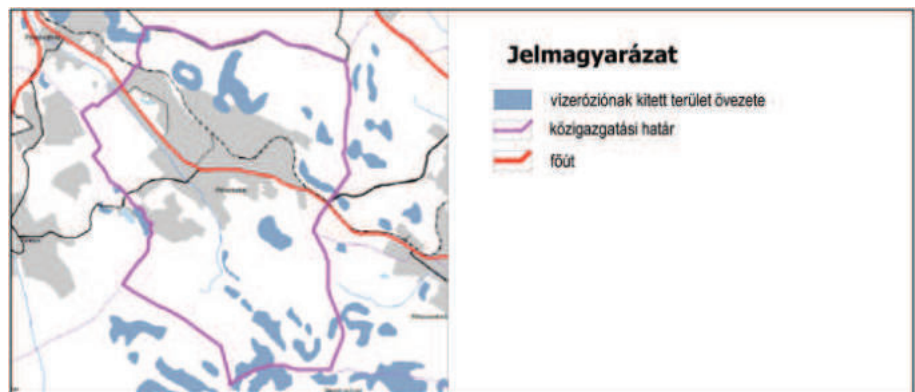 Jelmagyarázat
vízeróziónak kitett terület övezete
közigazgatási határ
főút